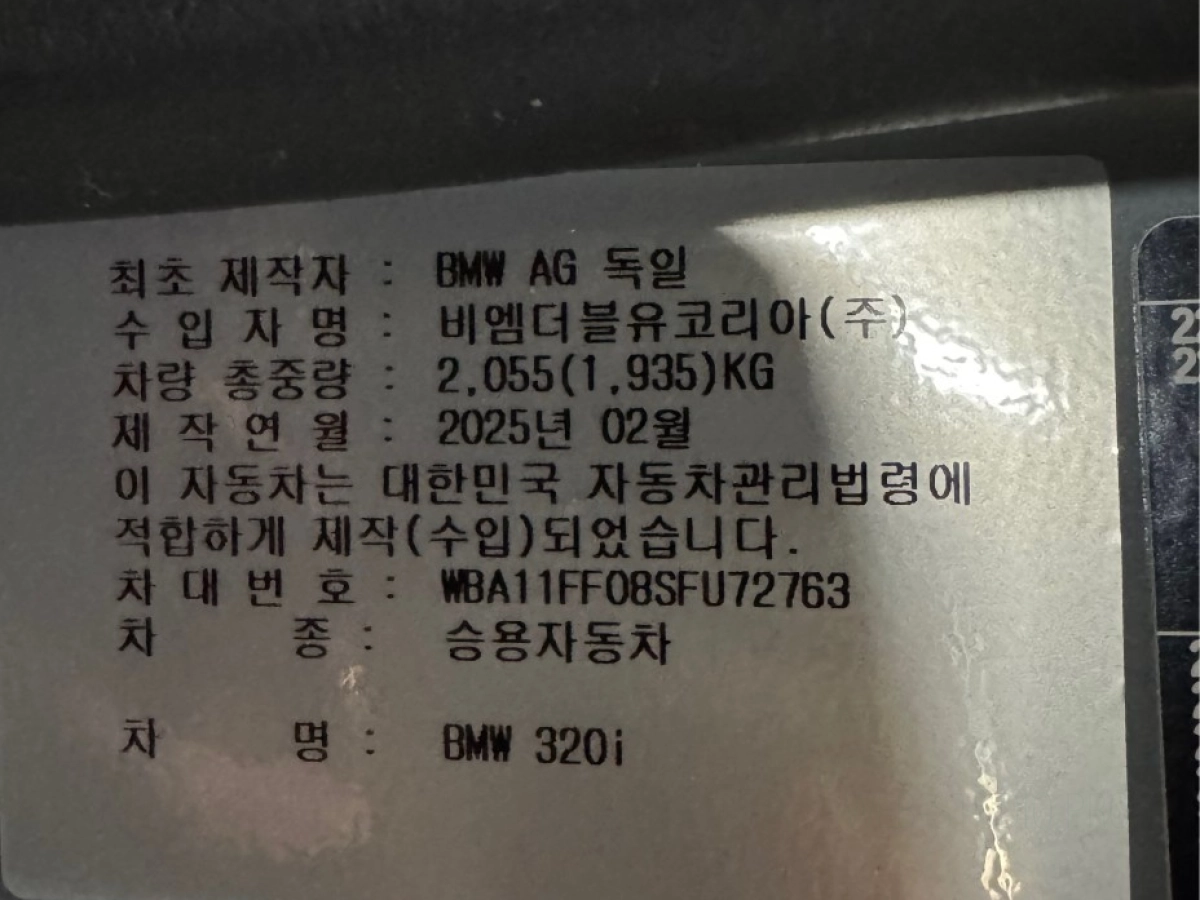 최초 제작자 : BMW AG 독일
수 입 자 명 : 비엠더블유코리아(주)
차량 총중량 : 2,055(1,935)KG
제 작 연 월 : 2025년 02월
이 자동차는 대한민국 자동차관리법령에
적합하게 제작(수입)되었습니다.
차 대 번 호 : WBA11FF08SFU72763
차 종 : 승용자동차
차 명 : BMW 320i